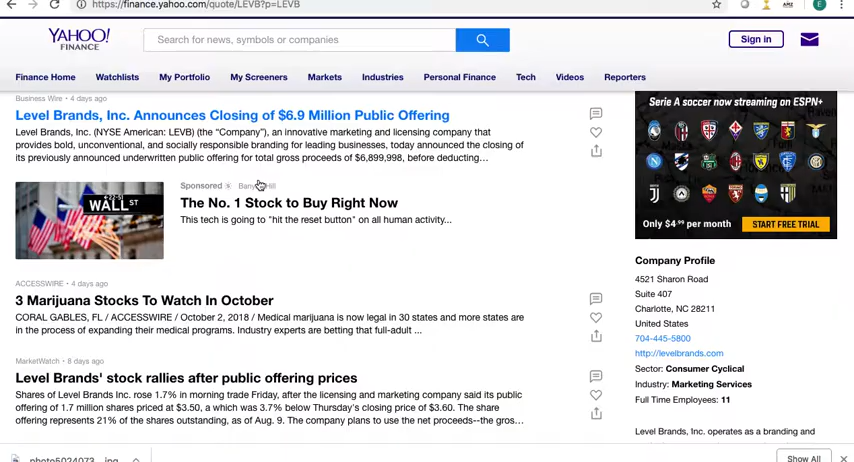 https://finance.yahoo.com/quote/LEVB?p=LEVB
YAHOO!
FINANCE
Search for news, symbols or companies
Sign in
Finance Home
Watchlists
My Portfolio
My Screeners
Markets
Industries
Personal Finance
Tech
Videos
Reporters
Business Wire • 4 days ago
Level Brands, Inc. Announces Closing of $6.9 Million Public Offering
Level Brands, Inc. (NYSE American: LEVB) (the “Company”), an innovative marketing and licensing company that
provides bold, unconventional, and socially responsible branding for leading businesses, today announced the closing of
its previously announced underwritten public offering for total gross proceeds of $6,899,998, before deducting...
WALL ST
Sponsored
Hill
The No. 1 Stock to Buy Right Now
This tech is going to "hit the reset button" on all human activity...
ACCESSWIRE • 4 days ago
3 Marijuana Stocks To Watch In October
CORAL GABLES, FL / ACCESSWIRE / October 2, 2018 / Medical marijuana is now legal in 30 states and more states are
in the process of expanding their medical programs. Industry experts are betting that full-adult ...
MarketWatch • 8 days ago
Level Brands' stock rallies after public offering prices
Shares of Level Brands Inc. rose 1.7% in morning trade Friday, after the licensing and marketing company said its public
offering of 1.7 million shares priced at $3.50, a which was 3.7% below Thursday's closing price of $3.60. The share
offering represents 21% of the shares outstanding, as of Aug. 9. The company plans to use the net proceeds--the gros...
Serie A soccer now streaming on ESPN+
Only $4.99 per month
START FREE TRIAL
Company Profile
4521 Sharon Road
Suite 407
Charlotte, NC 28211
United States
704-445-5800
http://levelbrands.com
Sector: Consumer Cyclical
Industry: Marketing Services
Full Time Employees: 11
Level Brands, Inc. operates as a branding and
photo5024073....jpg
Show All